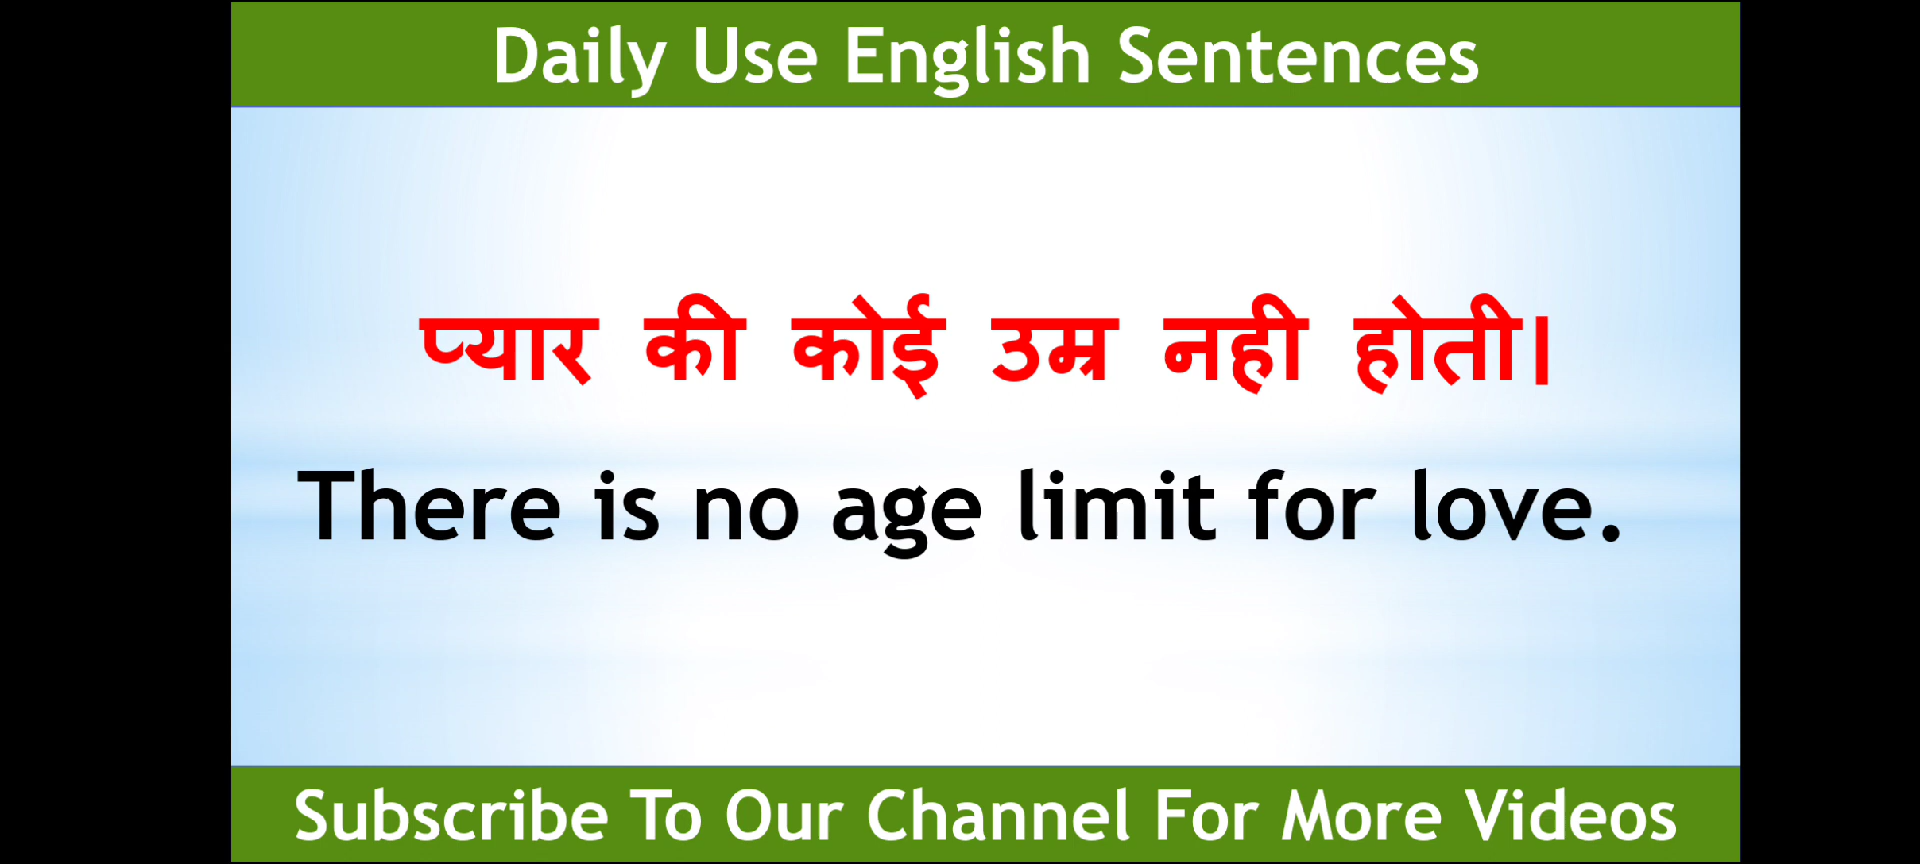 Daily Use English Sentences
प्यार की कोई उम्र नही होती।
There is no age limit for love.
Subscribe To Our Channel For More Videos